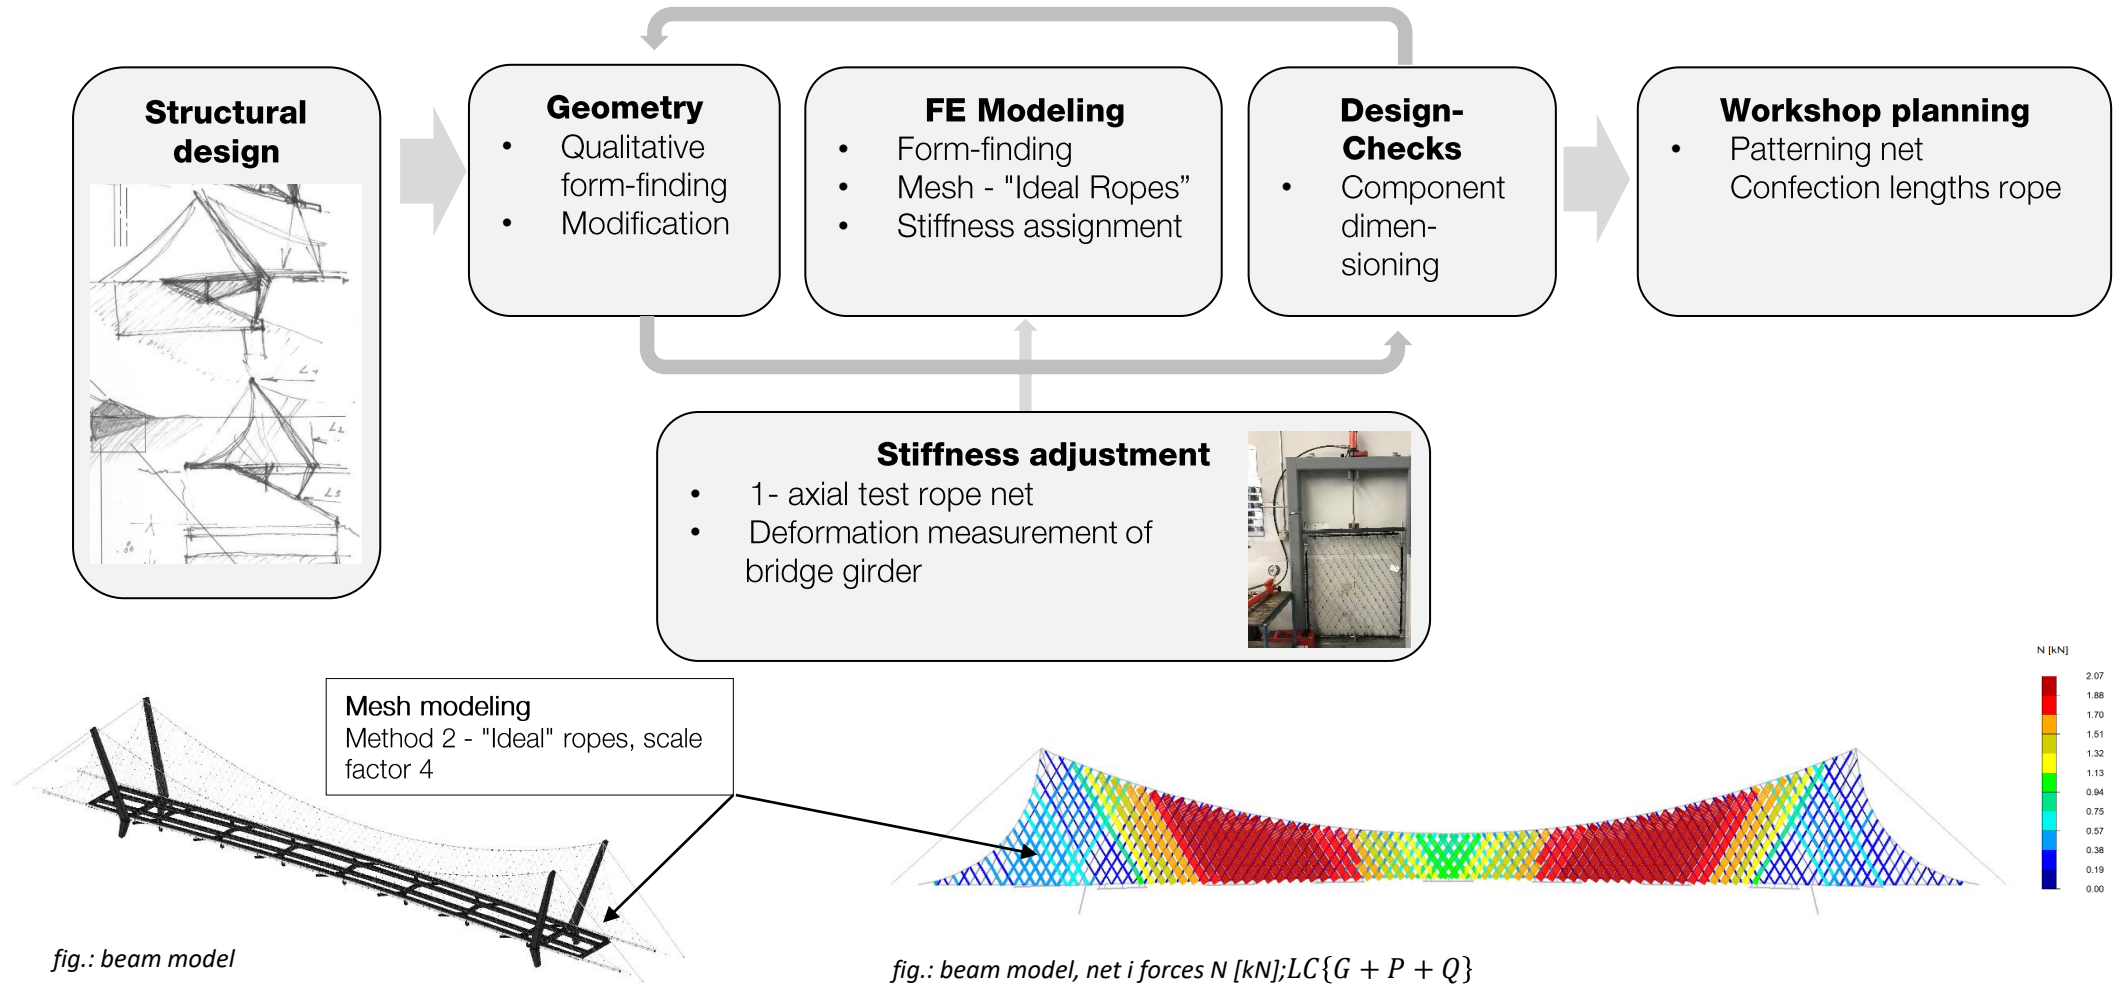 Structural
design
L1
L2
L3
Geometry
• Qualitative
form-finding
• Modification
FE Modeling
• Form-finding
• Mesh - "Ideal Ropes”
• Stiffness assignment
Design-
Checks
• Component
dimen-
sioning
Workshop planning
• Patterning net
Confection lengths rope
Stiffness adjustment
• 1- axial test rope net
• Deformation measurement of
bridge girder
Mesh modeling
Method 2 - "Ideal" ropes, scale
factor 4
N [kN]
2.07
1.88
1.70
1.51
1.32
1.13
0.94
0.75
0.57
0.38
0.19
0.00
fig.: beam model
fig.: beam model, net i forces N [kN];LC{G + P + Q}